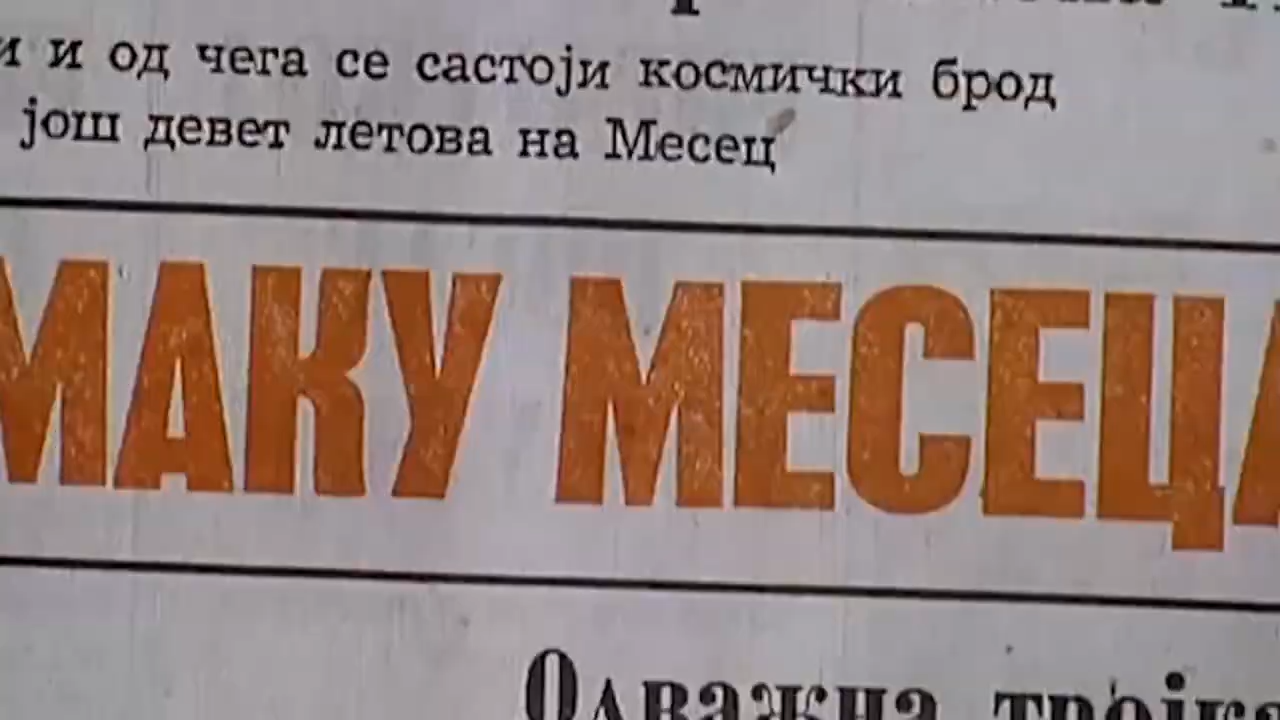 и од чега се састоји космички брод
још девет летова на Месец
МАКУ МЕСЕЦА
Одважна тројка